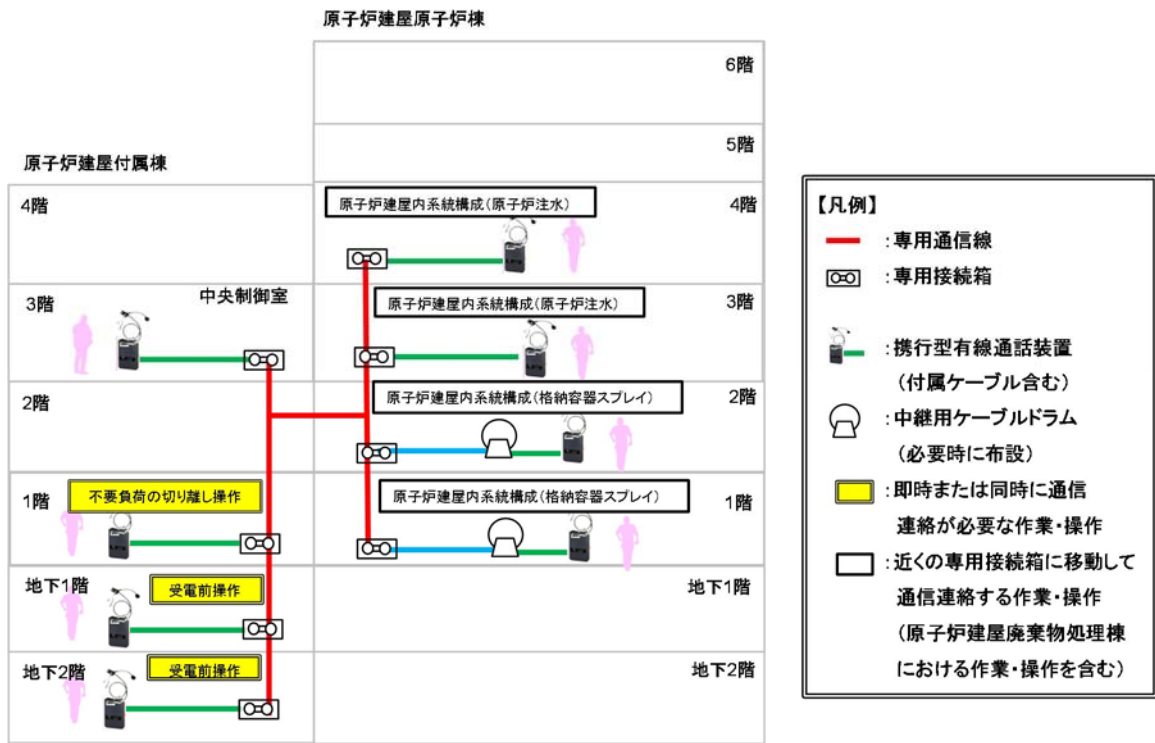 原子炉建屋原子炉棟
6階
5階
原子炉建屋付属棟
4階
原子炉建屋内系統構成(原子炉注水)
4階
3階
中央制御室
原子炉建屋内系統構成(原子炉注水)
3階
2階
原子炉建屋内系統構成(格納容器スプレイ)
2階
1階
不要負荷の切り離し操作
原子炉建屋内系統構成(格納容器スプレイ)
1階
地下1階
受電前操作
地下1階
地下2階
受電前操作
地下2階
【凡例】
:専用通信線
:専用接続箱
:携行型有線通話装置
(付属ケーブル含む)
:中継用ケーブルドラム
(必要時に布設)
:即時または同時に通信
連絡が必要な作業・操作
:近くの専用接続箱に移動して
通信連絡する作業・操作
(原子炉建屋廃棄物処理棟
における作業・操作を含む)